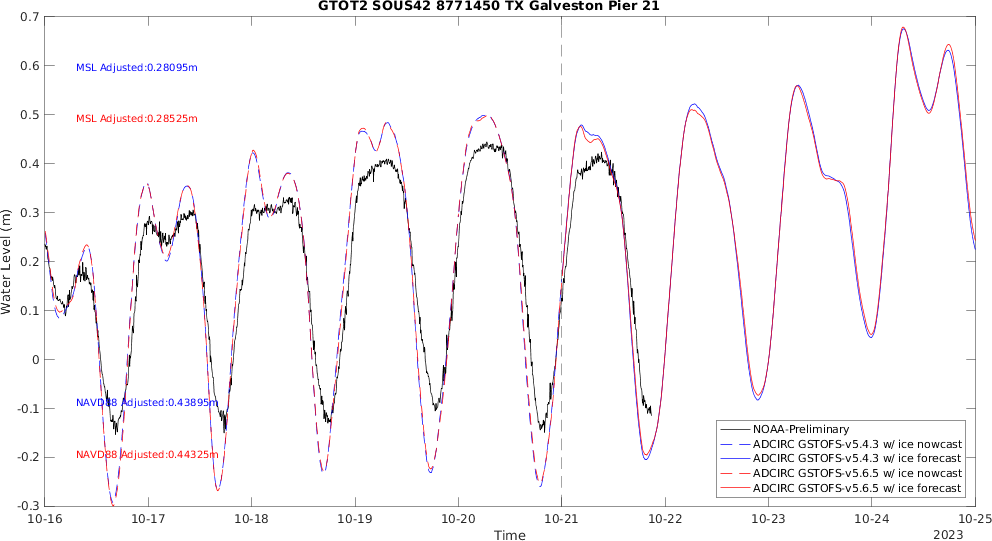 GTOT2 SOUS42 8771450 TX Galveston Pier 21
0.7
0.6
0.5
0.4
0.3
0.2
0.1
0
-0.1
-0.2
-0.3
Water Level (m)
MSL Adjusted:0.28095m
MSL Adjusted:0.28525m
NAVD88 Adjusted:0.43895m
NAVD88 Adjusted:0.44325m
NOAA-Preliminary
ADCIRC GSTOFS-v5.4.3 w/ ice nowcast
ADCIRC GSTOFS-v5.4.3 w/ ice forecast
ADCIRC GSTOFS-v5.6.5 w/ ice nowcast
ADCIRC GSTOFS-v5.6.5 w/ ice forecast
10-16 10-17 10-18 10-19 10-20 10-21 10-22 10-23 10-24 10-25
Time
2023